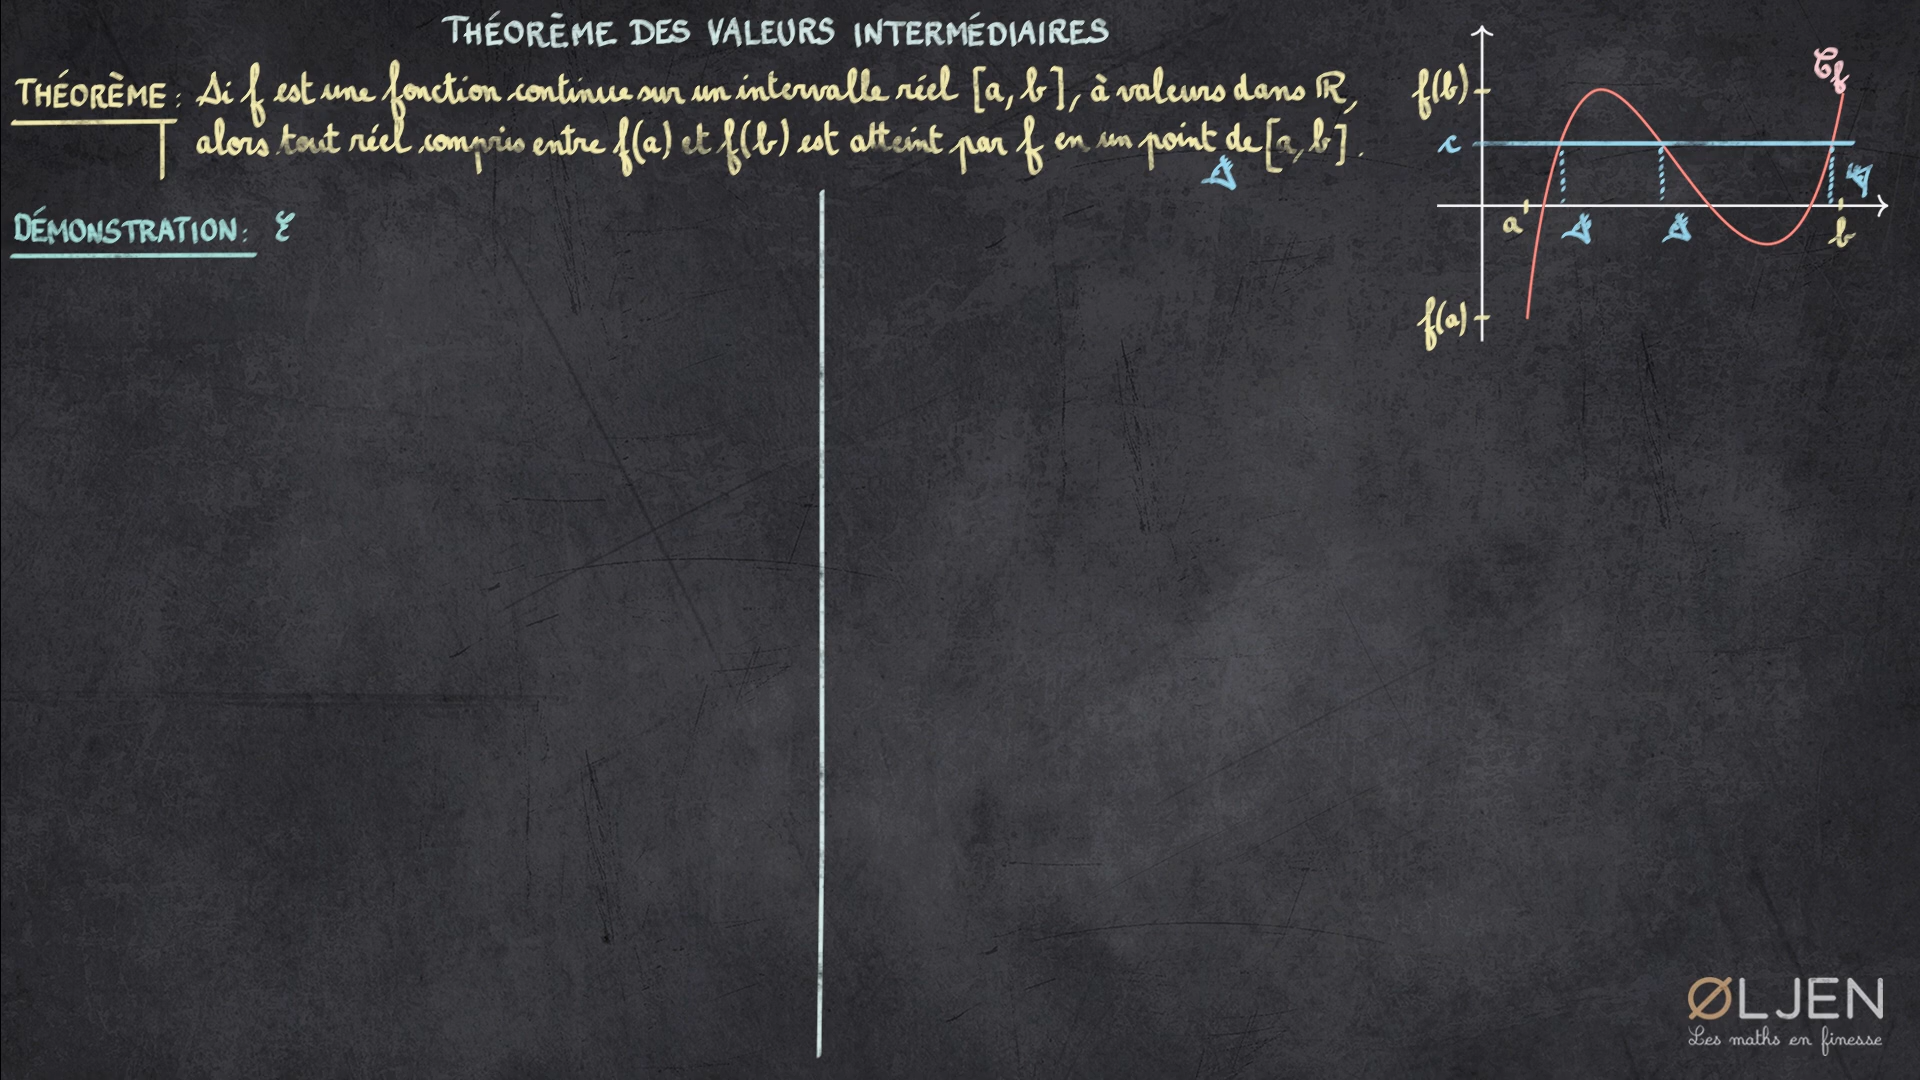 THÉORÈME DES VALEURS INTERMÉDIAIRES
THÉORÈME : Si f est une fonction continue sur un intervalle réel [a, b], à valeurs dans ℝ,
alors tout réel compris entre f(a) et f(b) est atteint par f en un point de [a, b].
DÉMONSTRATION :
f(b)
c
a
b
f(a)
𝒞f
ØLJEN
Les maths en finesse